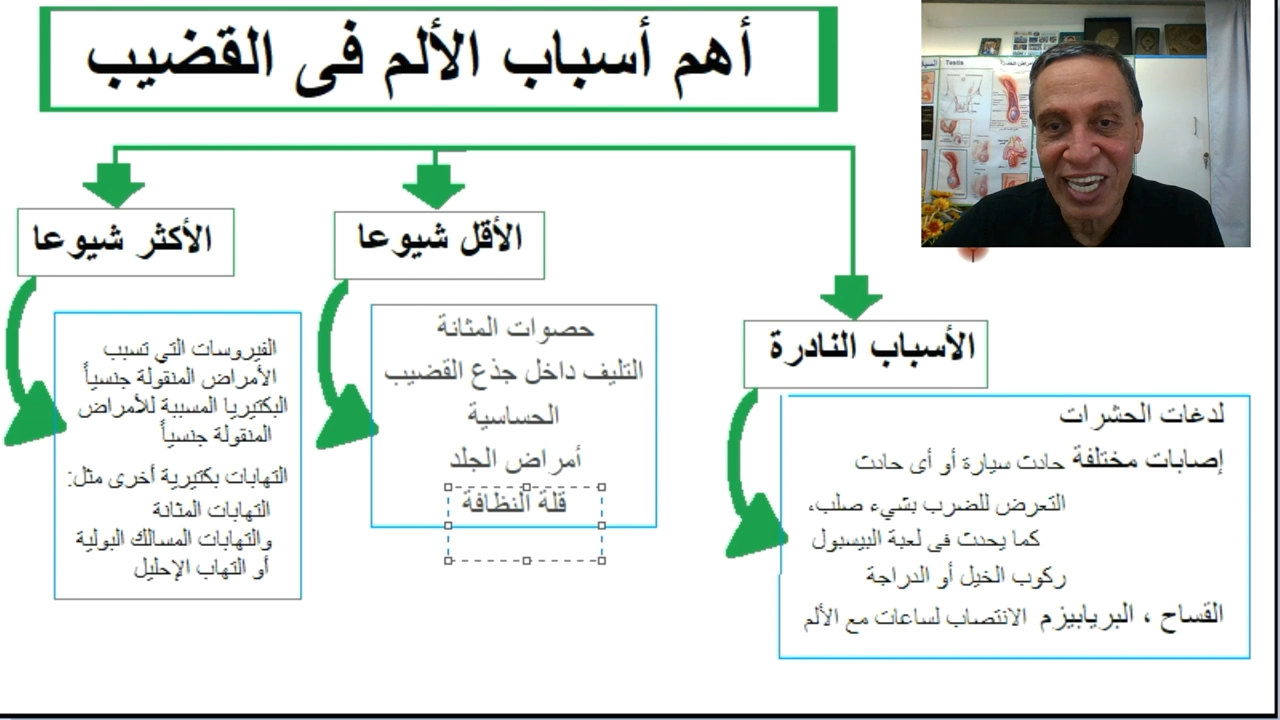 أهم أسباب الألم فى القضيب
الأكثر شيوعا
الفيروسات التي تسبب
الأمراض المنقولة جنسياً
البكتيريا المسببة للأمراض
المنقولة جنسياً
التهابات بكتيرية أخرى مثل:
التهابات المثانة
والتهابات المسالك البولية
أو التهاب الإحليل
الأقل شيوعا
حصوات المثانة
التليف داخل جذع القضيب
الحساسية
أمراض الجلد
قلة النظافة
الأسباب النادرة
لدغات الحشرات
إصابات مختلفة حادث سيارة أو أى حادث
التعرض للضرب بشيء صلب،
كما يحدث فى لعبة البيسبول
ركوب الخيل أو الدراجة
القساح ، البريابيزم الانتصاب لساعات مع الألم
Testis